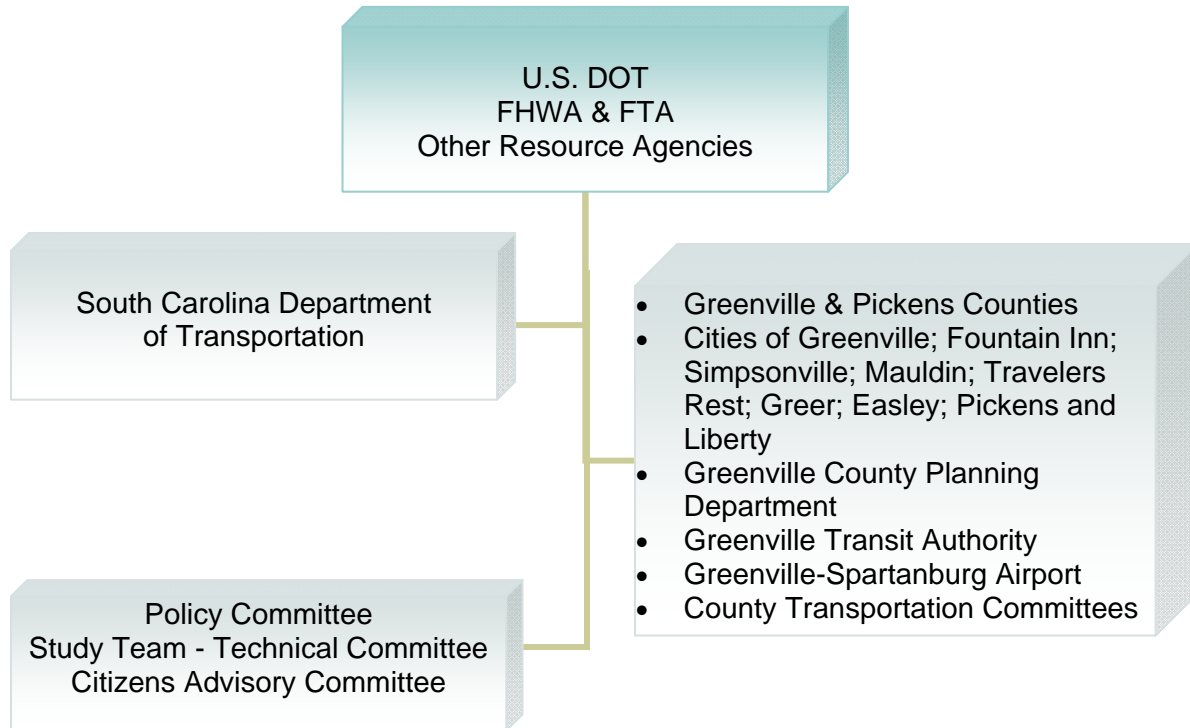 U.S. DOT
FHWA & FTA
Other Resource Agencies
South Carolina Department
of Transportation
• Greenville & Pickens Counties
• Cities of Greenville; Fountain Inn;
Simpsonville; Mauldin; Travelers
Rest; Greer; Easley; Pickens and
Liberty
• Greenville County Planning
Department
• Greenville Transit Authority
• Greenville-Spartanburg Airport
• County Transportation Committees
Policy Committee
Study Team - Technical Committee
Citizens Advisory Committee